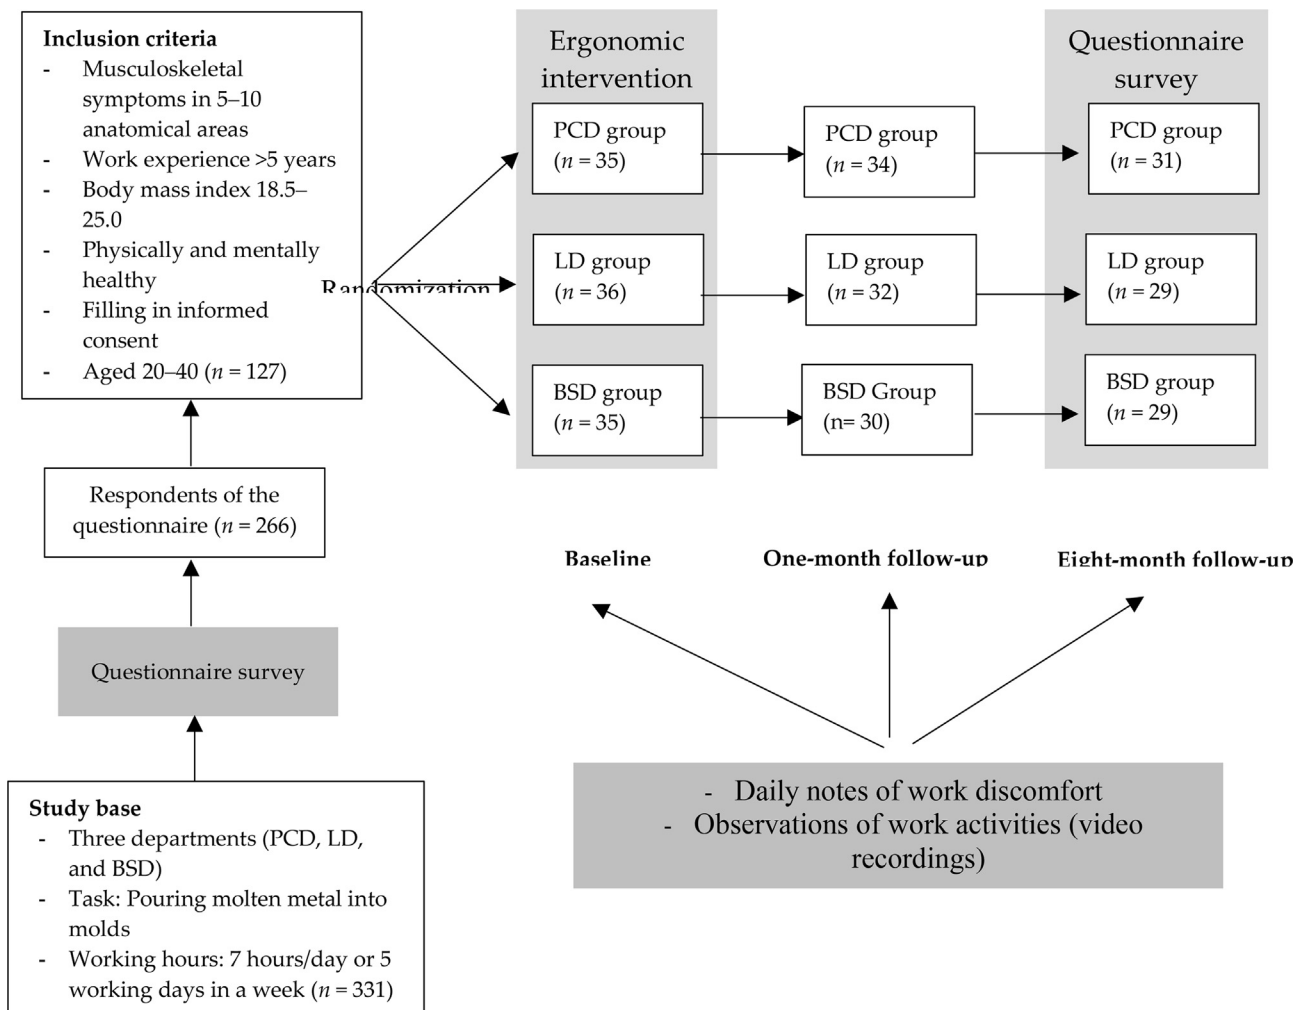 Inclusion criteria
- Musculoskeletal
symptoms in 5–10
anatomical areas
- Work experience >5 years
- Body mass index 18.5–
25.0
- Physically and mentally
healthy
- Filling in informed
consent
- Aged 20–40 (n = 127)
Respondents of the
questionnaire (n = 266)
Questionnaire survey
Study base
- Three departments (PCD, LD,
and BSD)
- Task: Pouring molten metal into
molds
- Working hours: 7 hours/day or 5
working days in a week (n = 331)
Randomization
Ergonomic
intervention
PCD group
(n = 35)
LD group
(n = 36)
BSD group
(n = 35)
PCD group
(n = 34)
LD group
(n = 32)
BSD Group
(n= 30)
Questionnaire
survey
PCD group
(n = 31)
LD group
(n = 29)
BSD group
(n = 29)
Baseline
One-month follow-up
Eight-month follow-up
- Daily notes of work discomfort
- Observations of work activities (video
recordings)